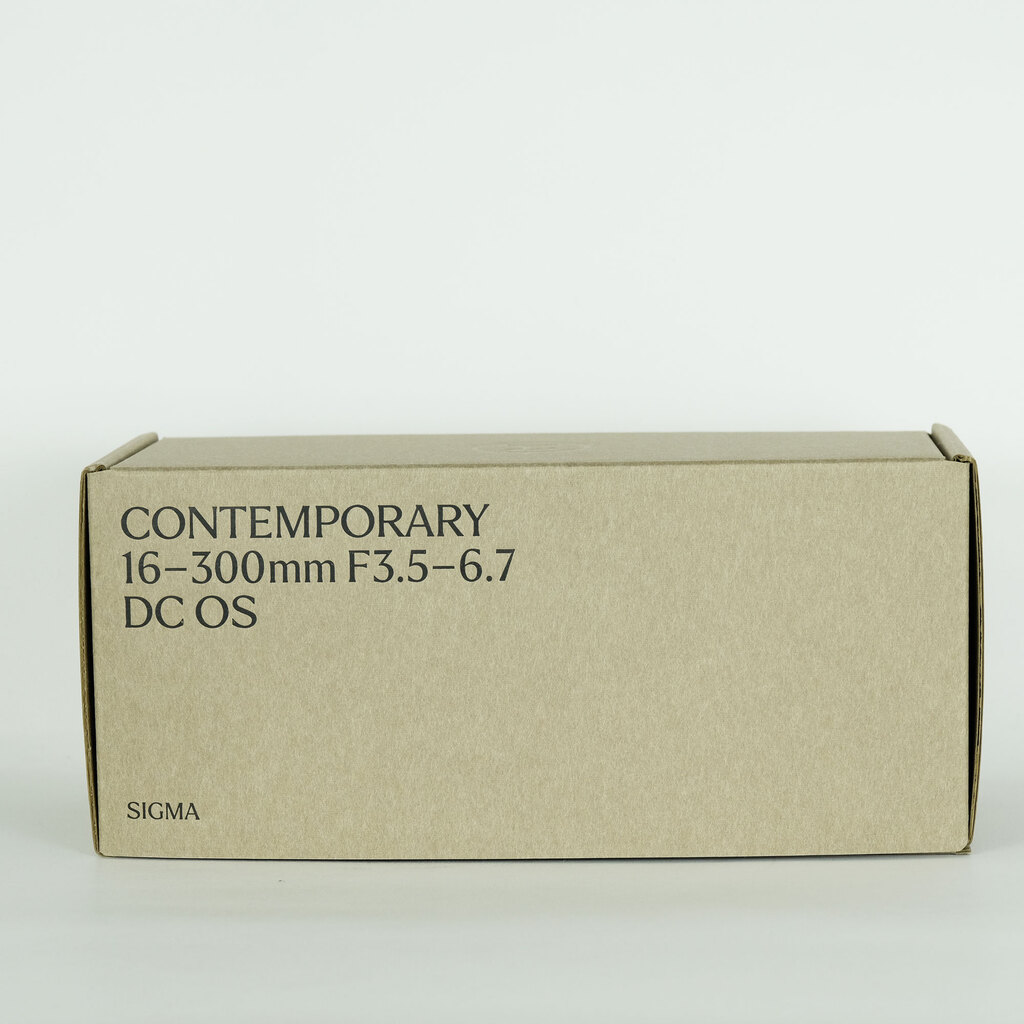 CONTEMPORARY
16–300mm F3.5–6.7
DC OS
SIGMA